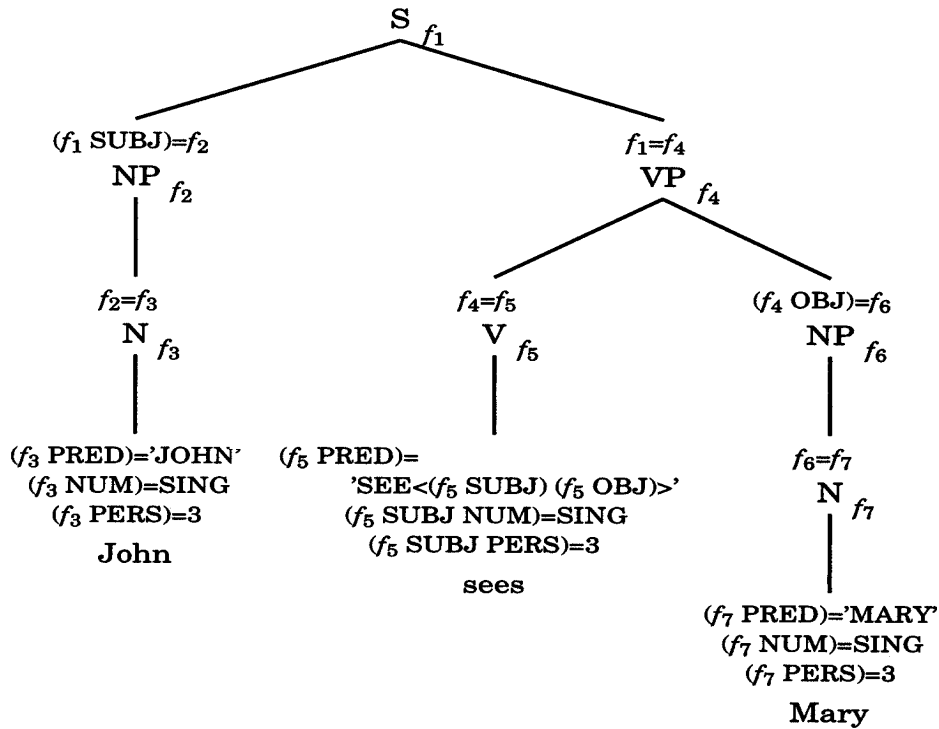 S f1
(f1 SUBJ)=f2 f1=f4
NP f2 VP f4
f2=f3 f4=f5 (f4 OBJ)=f6
N f3 V f5 NP f6
(f3 PRED)='JOHN' (f5 PRED)= f6=f7
(f3 NUM)=SING 'SEE<(f5 SUBJ) (f5 OBJ)>' N f7
(f3 PERS)=3 (f5 SUBJ NUM)=SING
John (f5 SUBJ PERS)=3
sees
(f7 PRED)='MARY'
(f7 NUM)=SING
(f7 PERS)=3
Mary